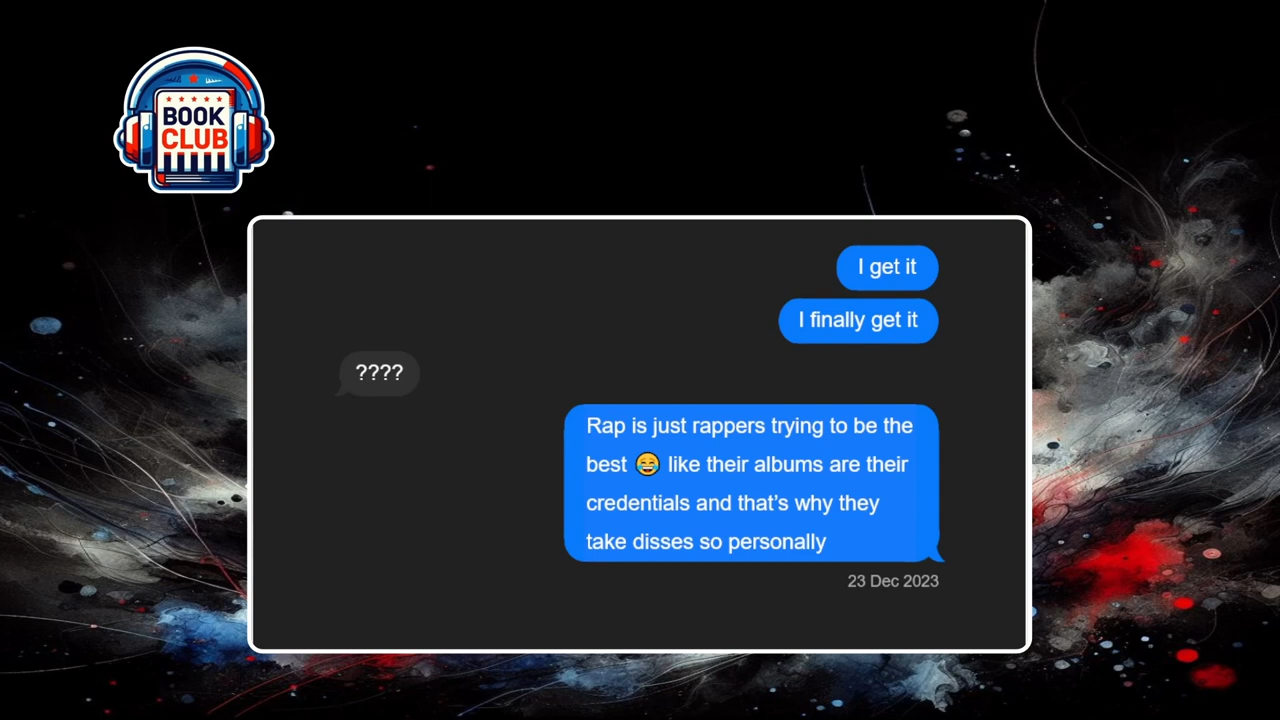 BOOK
CLUB
I get it
I finally get it
????
Rap is just rappers trying to be the
best 😂 like their albums are their
credentials and that’s why they
take disses so personally
23 Dec 2023